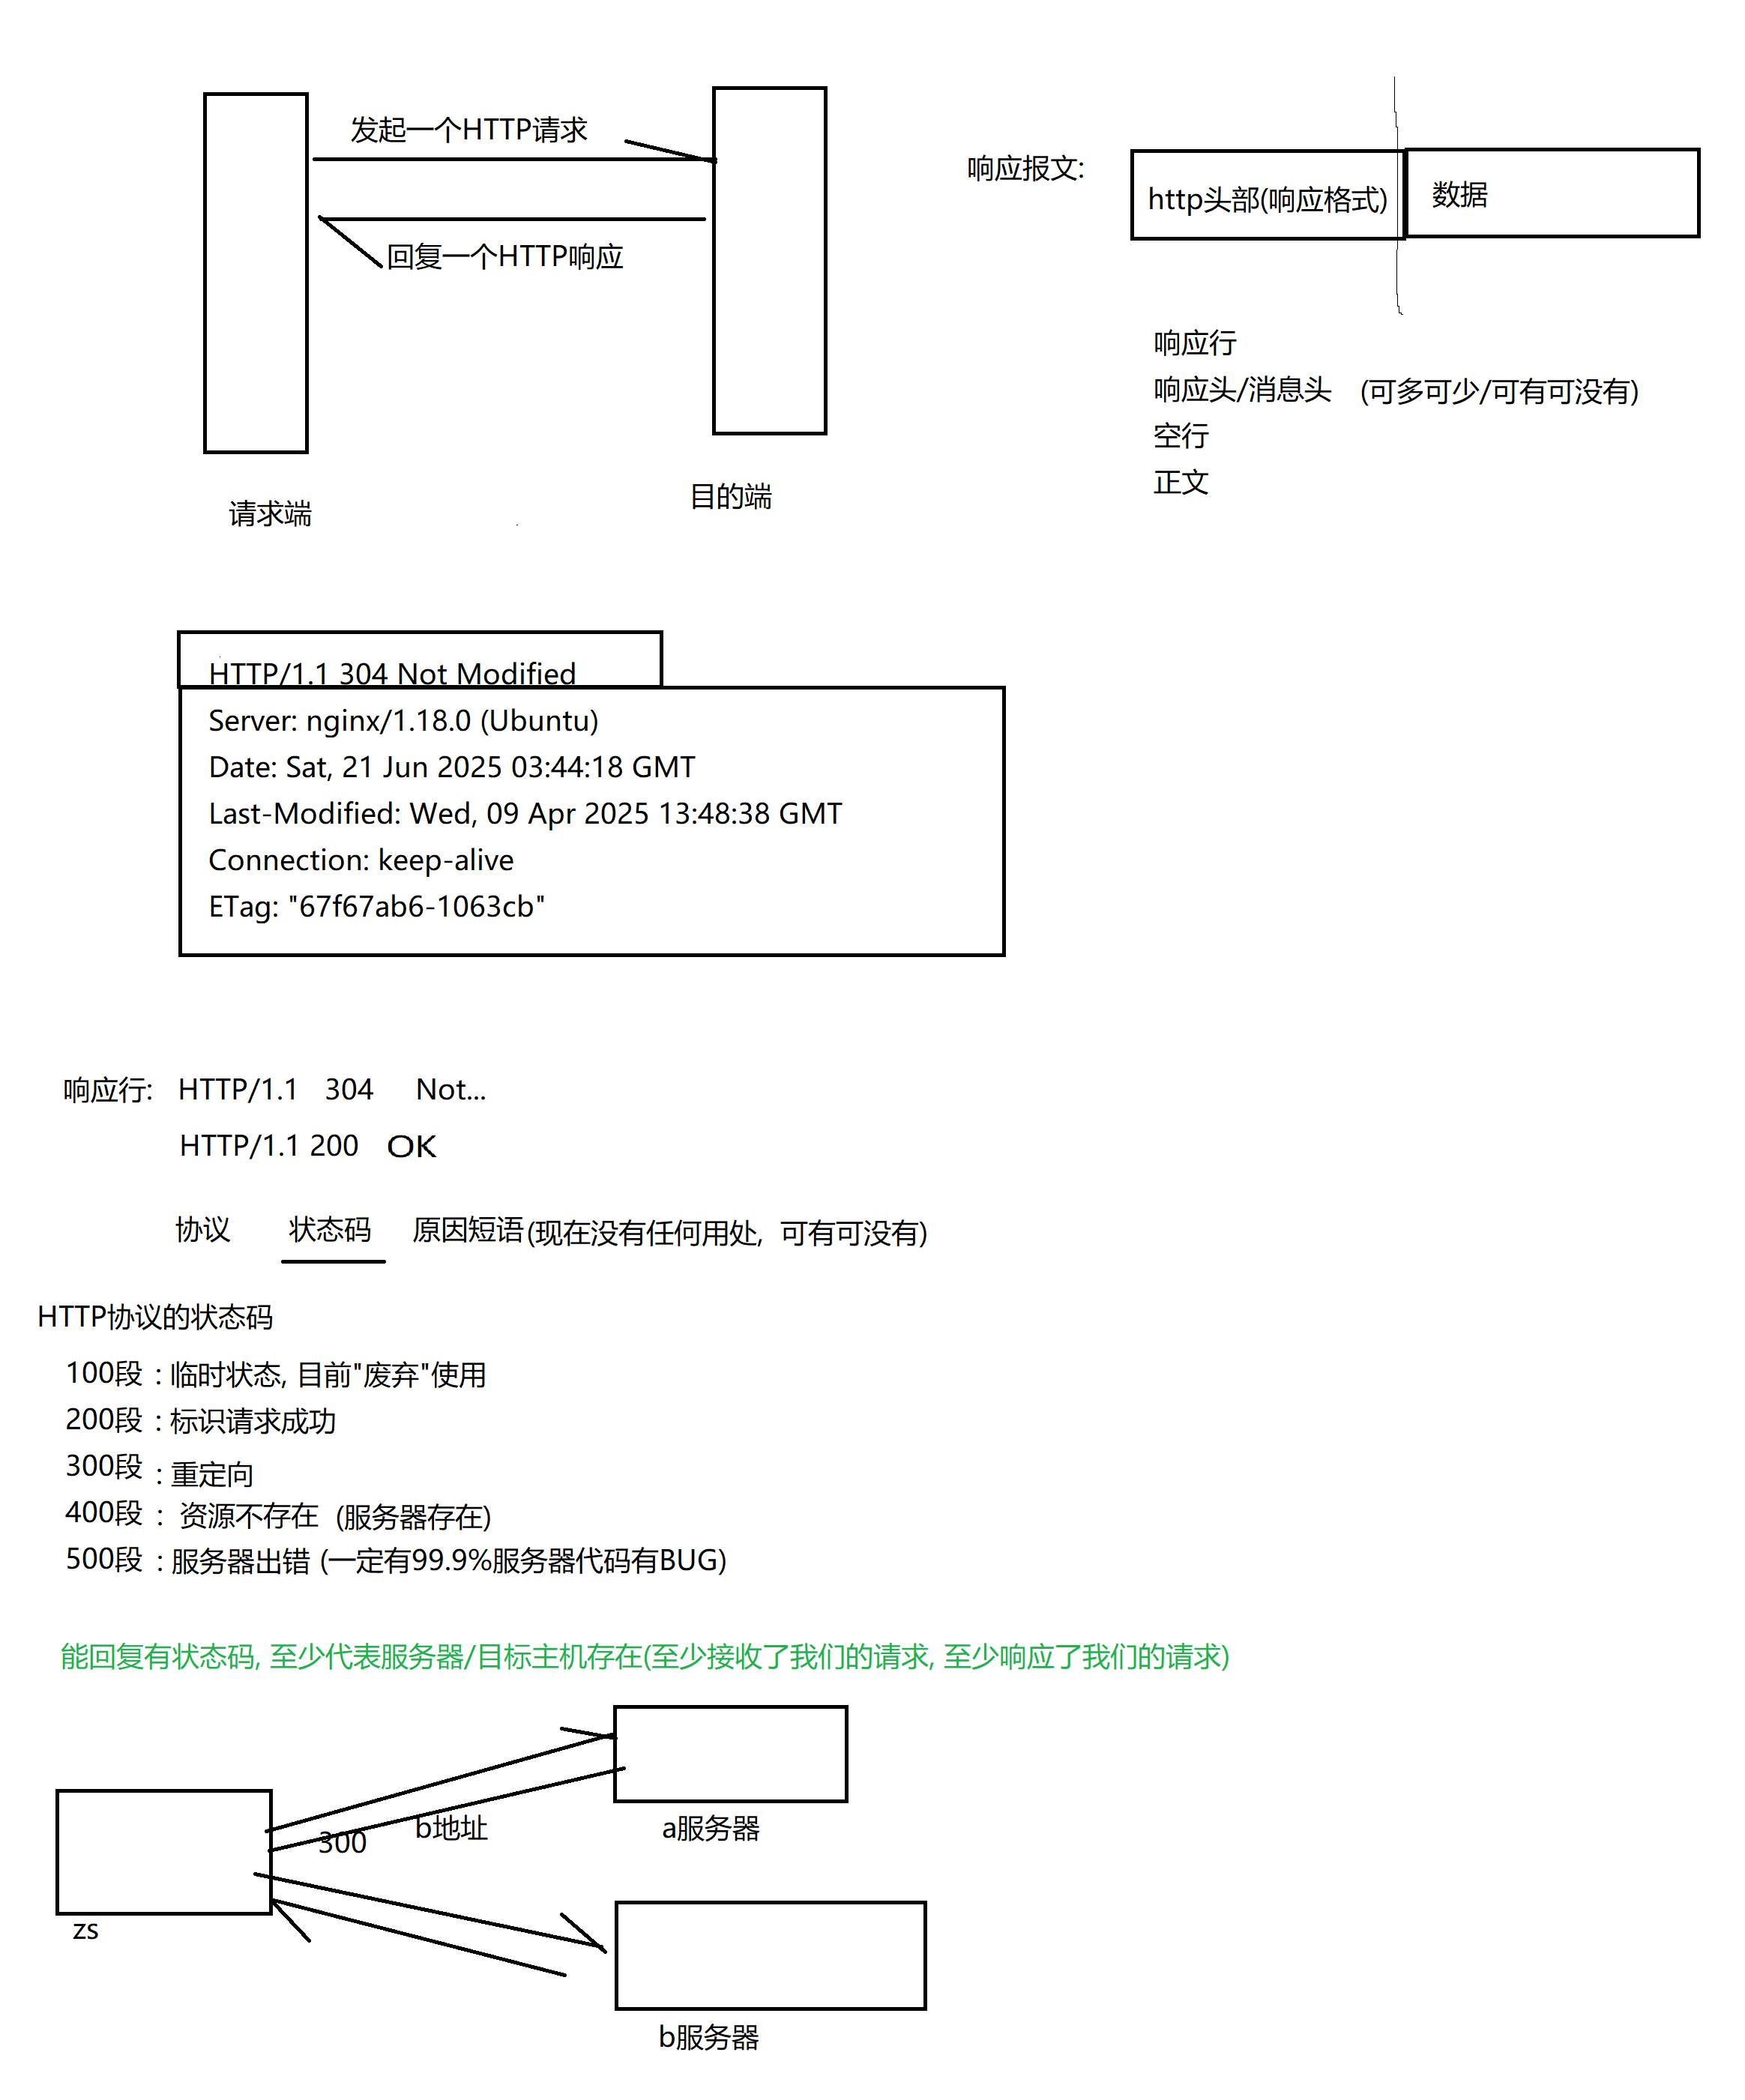 发起一个HTTP请求
回复一个HTTP响应
请求端
目的端
响应报文:
http头部(响应格式)
数据
响应行
响应头/消息头 (可多可少/可有可没有)
空行
正文
HTTP/1.1 304 Not Modified
Server: nginx/1.18.0 (Ubuntu)
Date: Sat, 21 Jun 2025 03:44:18 GMT
Last-Modified: Wed, 09 Apr 2025 13:48:38 GMT
Connection: keep-alive
ETag: "67f67ab6-1063cb"
响应行: HTTP/1.1 304 Not...
HTTP/1.1 200 OK
协议 状态码 原因短语(现在没有任何用处, 可有可没有)
HTTP协议的状态码
100段 : 临时状态, 目前"废弃"使用
200段 : 标识请求成功
300段 : 重定向
400段 : 资源不存在 (服务器存在)
500段 : 服务器出错 (一定有99.9%服务器代码有BUG)
能回复有状态码, 至少代表服务器/目标主机存在(至少接收了我们的请求, 至少响应了我们的请求)
300 b地址
a服务器
zs
b服务器